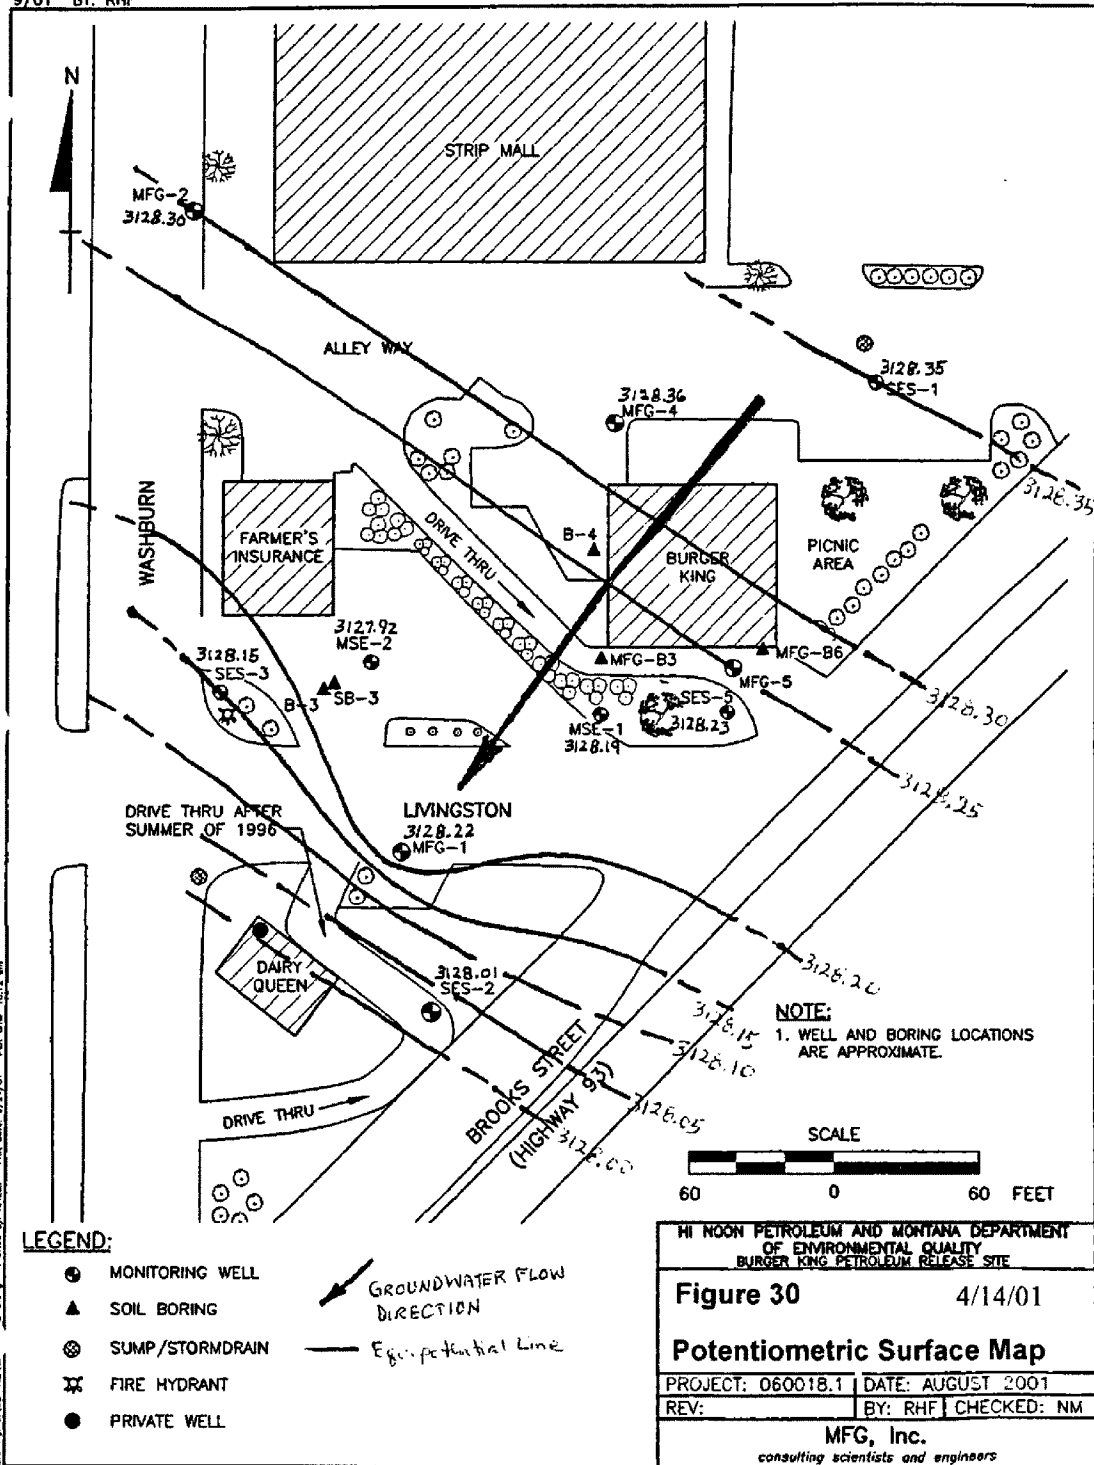 9/01 BY: RHF
N
STRIP MALL
MFG-2
3128.30
ALLEY WAY
3128.35
SES-1
3128.36
MFG-4
3128.35
WASHBURN
FARMER'S
INSURANCE
DRIVE THRU
B-4
BURGER
KING
PICNIC
AREA
3127.92
MSE-2
3128.15
SES-3
B-3
SB-3
MFG-B3
MFG-B6
MFG-5
SES-5
3128.23
MSE-1
3128.19
3128.30
3128.25
DRIVE THRU AFTER
SUMMER OF 1996
LIVINGSTON
3128.22
MFG-1
DAIRY
QUEEN
3128.01
SES-2
3128.20
3128.15
3128.10
3128.05
3128.00
NOTE:
1. WELL AND BORING LOCATIONS
ARE APPROXIMATE.
BROOKS STREET
(HIGHWAY 93)
DRIVE THRU
SCALE
60 0 60 FEET
LEGEND:
MONITORING WELL
SOIL BORING
SUMP/STORMDRAIN
FIRE HYDRANT
PRIVATE WELL
GROUNDWATER FLOW
DIRECTION
Equipotential Line
HI NOON PETROLEUM AND MONTANA DEPARTMENT
OF ENVIRONMENTAL QUALITY
BURGER KING PETROLEUM RELEASE SITE
Figure 30 4/14/01
Potentiometric Surface Map
PROJECT: 060018.1 DATE: AUGUST 2001
REV: BY: RHF CHECKED: NM
MFG, Inc.
consulting scientists and engineers